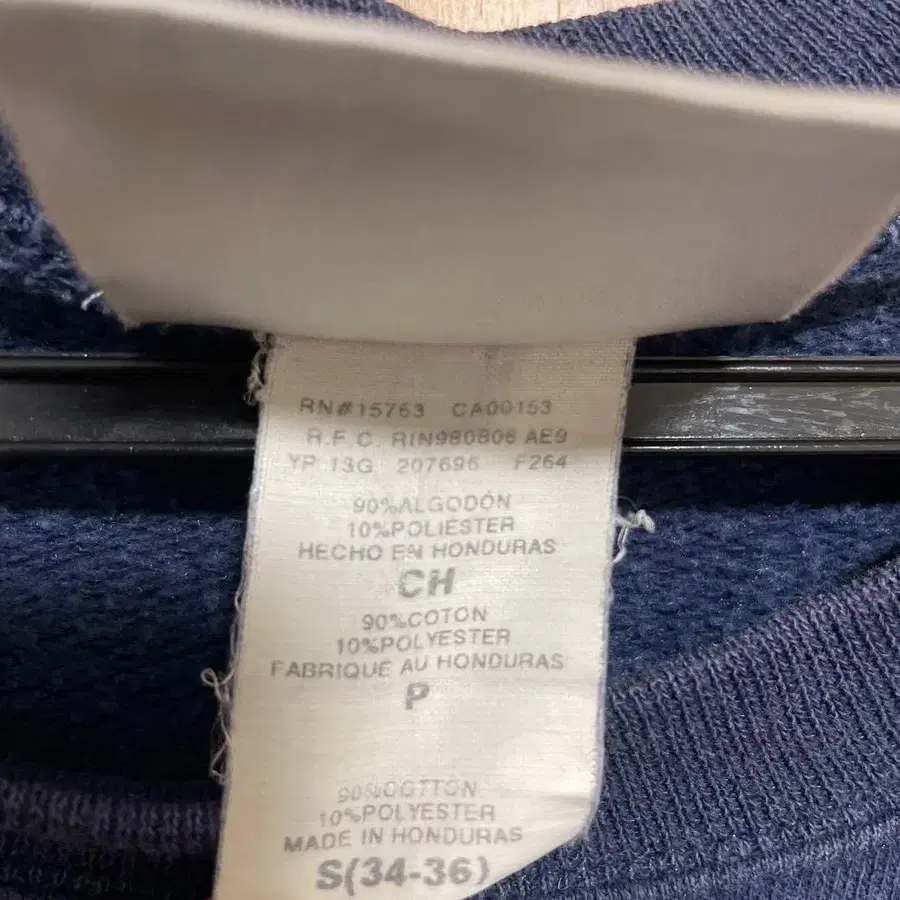 RN#15763 CA00153
R.F.C. RIN980806 AE9
YP 13G 207696 F264
90%ALGODÓN
10%POLIÉSTER
HECHO EN HONDURAS
CH
90%COTON
10%POLYESTER
FABRIQUÉ AU HONDURAS
P
90%COTTON
10%POLYESTER
MADE IN HONDURAS
S(34-36)